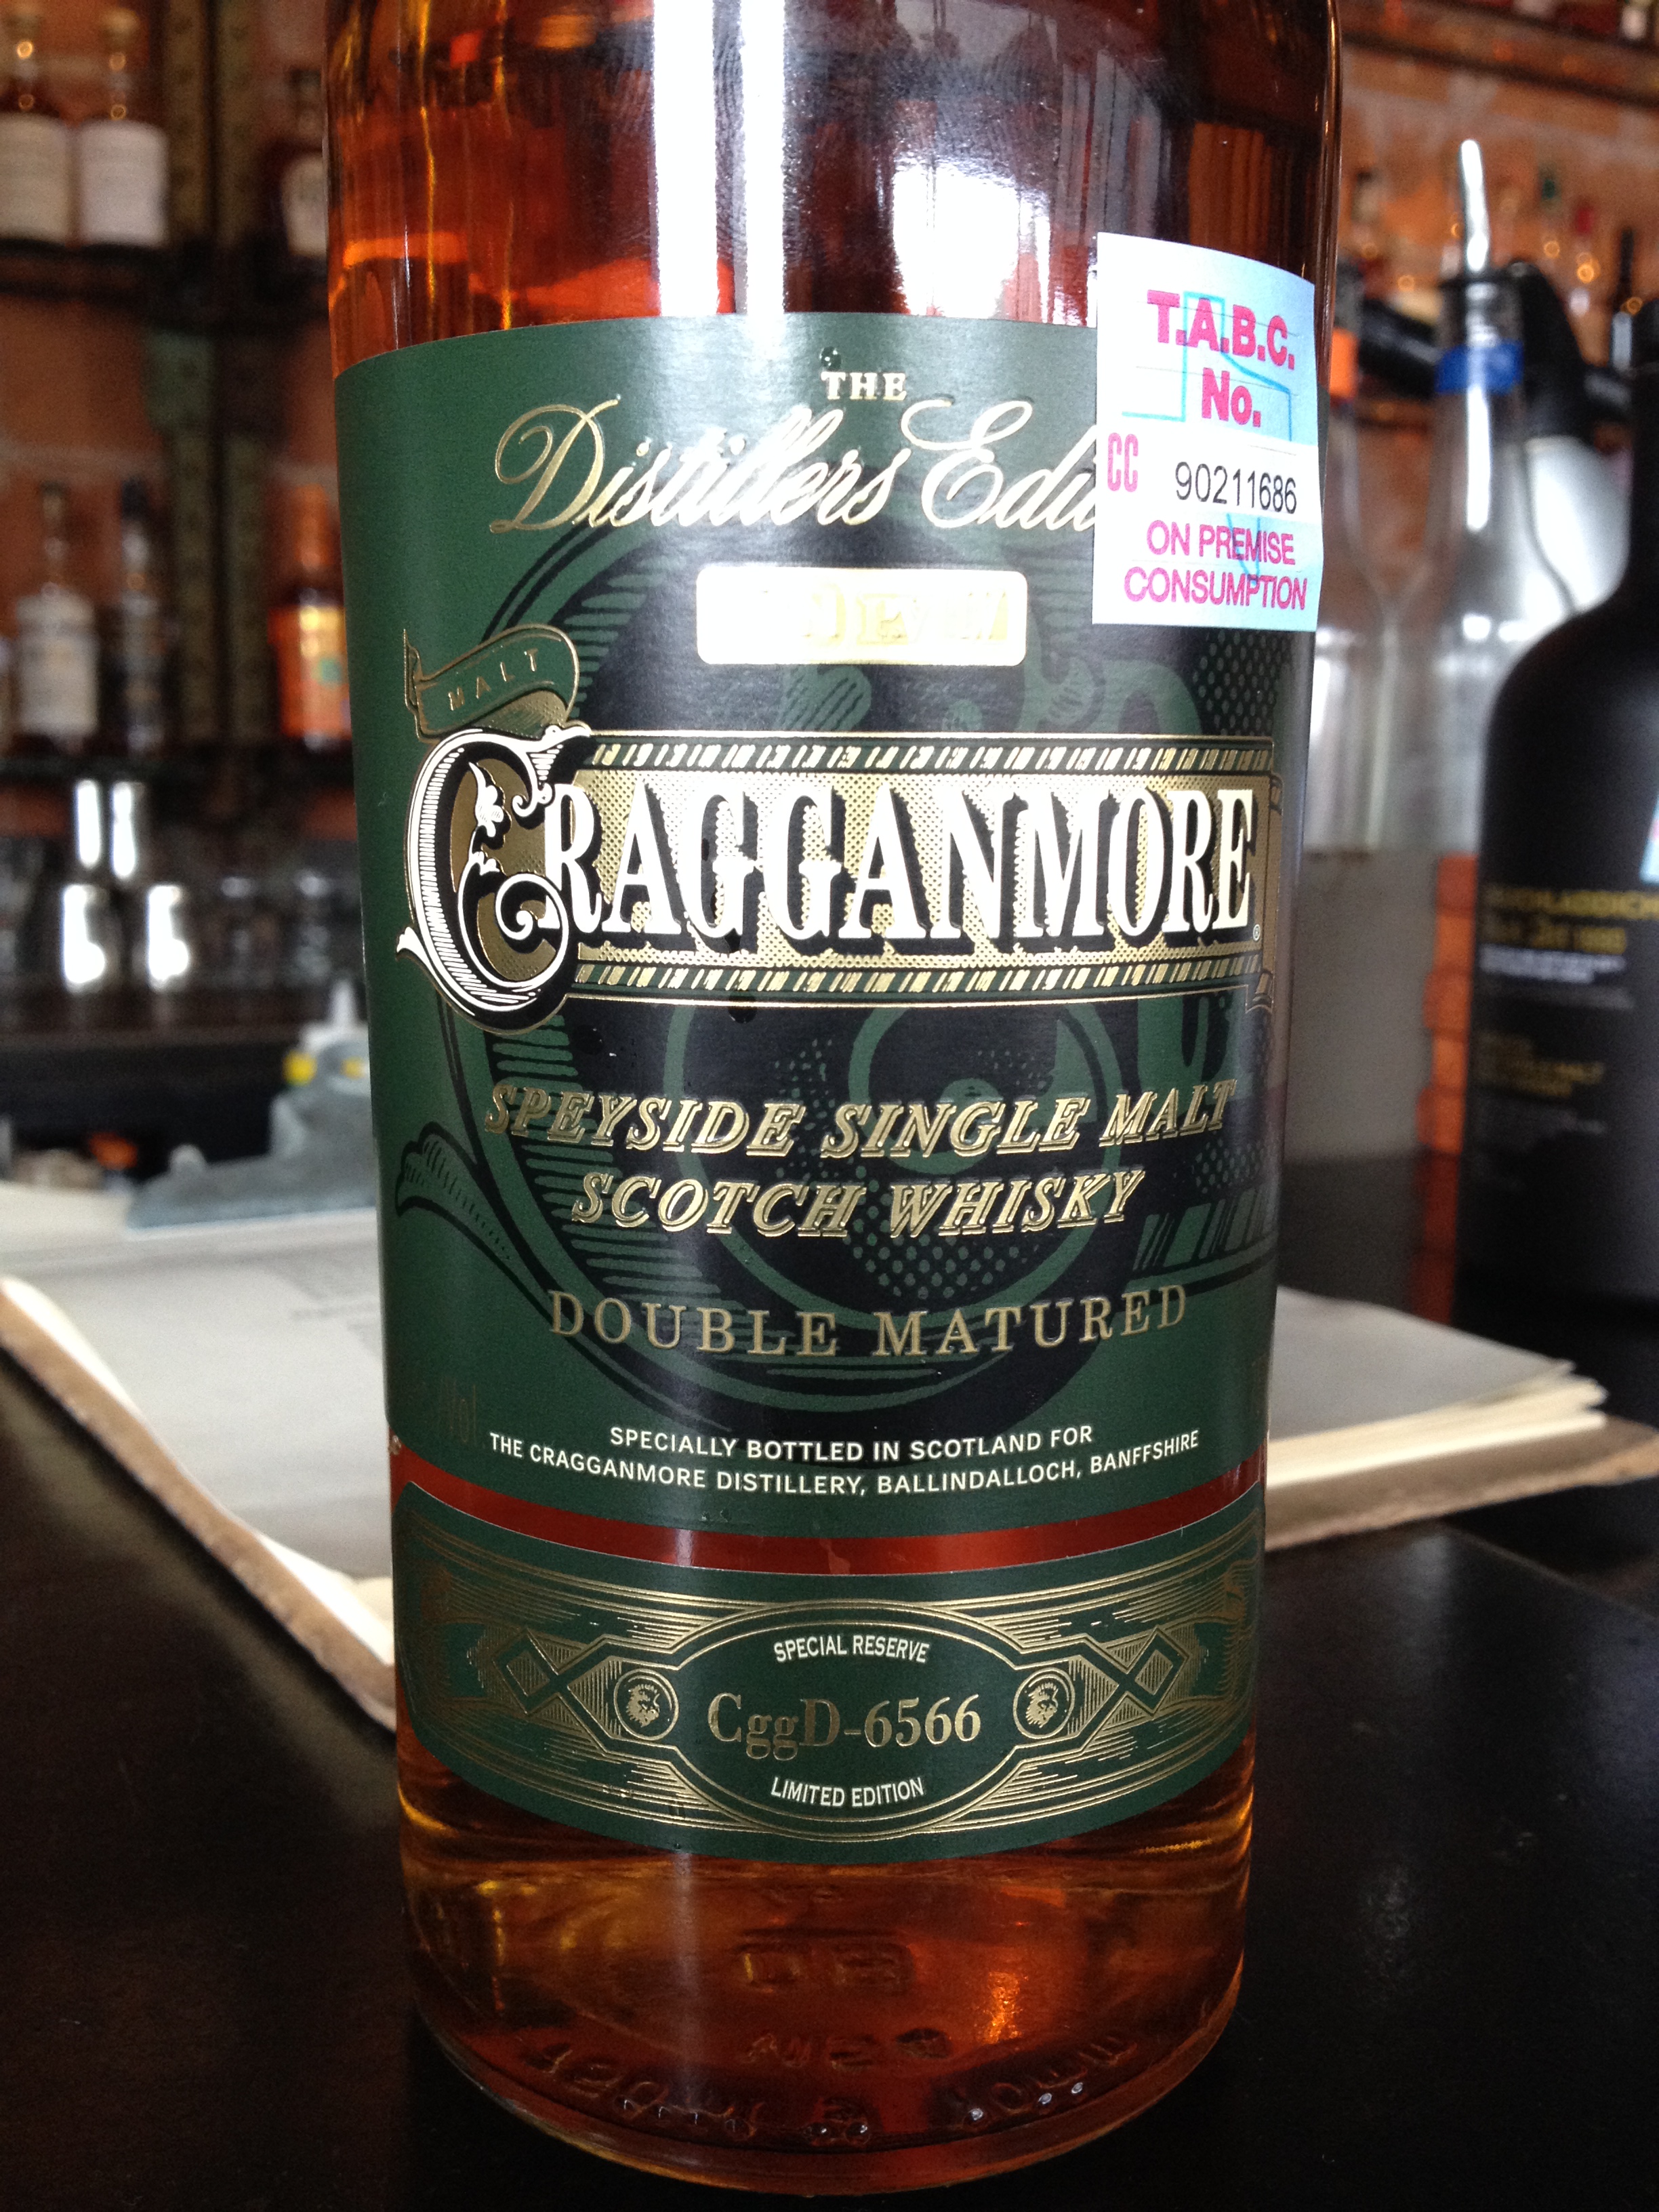 THE
Distillers Edi
T.A.B.C.
No.
CC 90211686
ON PREMISE
CONSUMPTION
MALT
CRAGGANMORE®
SPEYSIDE SINGLE MALT
SCOTCH WHISKY
DOUBLE MATURED
SPECIALLY BOTTLED IN SCOTLAND FOR
THE CRAGGANMORE DISTILLERY, BALLINDALLOCH, BANFFSHIRE
SPECIAL RESERVE
CggD-6566
LIMITED EDITION